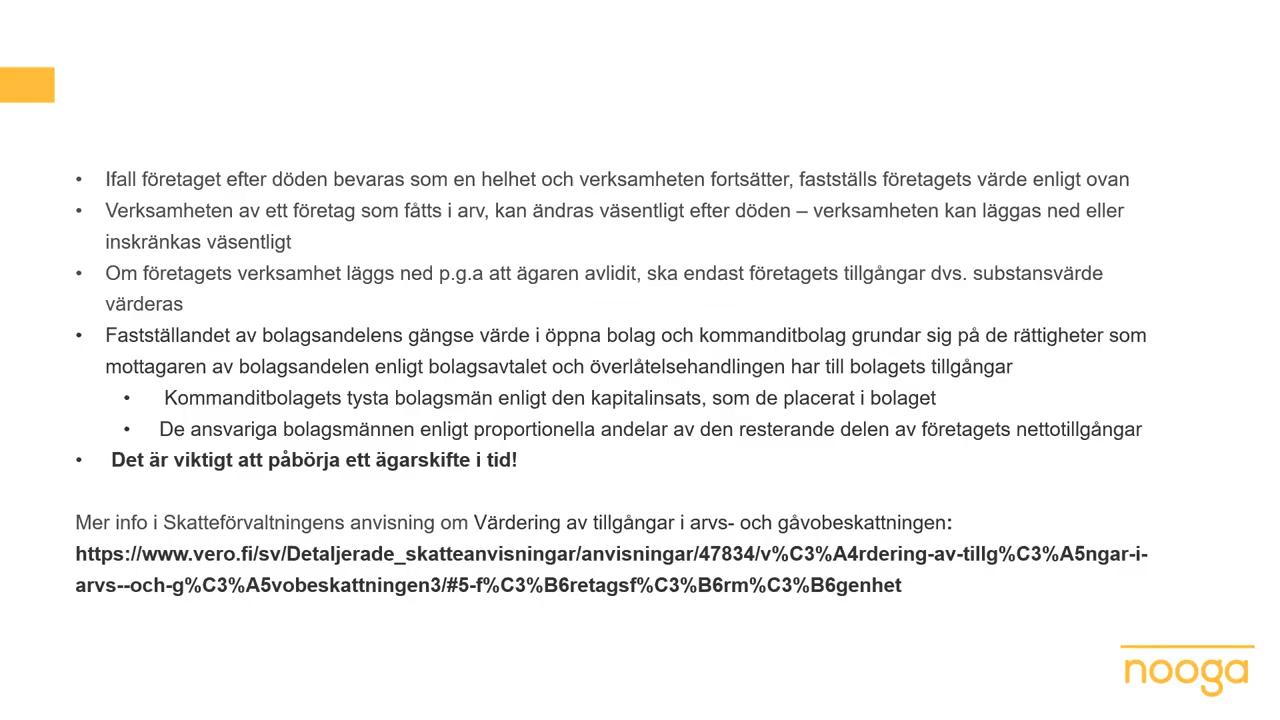 • Ifall företaget efter döden bevaras som en helhet och verksamheten fortsätter, fastställs företagets värde enligt ovan
• Verksamheten av ett företag som fåtts i arv, kan ändras väsentligt efter döden – verksamheten kan läggas ned eller
inskränkas väsentligt
• Om företagets verksamhet läggs ned p.g.a att ägaren avlidit, ska endast företagets tillgångar dvs. substansvärde
värderas
• Fastställandet av bolagsandelens gängse värde i öppna bolag och kommanditbolag grundar sig på de rättigheter som
mottagaren av bolagsandelen enligt bolagsavtalet och överlåtelsehandlingen har till bolagets tillgångar
• Kommanditbolagets tysta bolagsmän enligt den kapitalinsats, som de placerat i bolaget
• De ansvariga bolagsmännen enligt proportionella andelar av den resterande delen av företagets nettotillgångar
• Det är viktigt att påbörja ett ägarskifte i tid!
Mer info i Skatteförvaltningens anvisning om Värdering av tillgångar i arvs- och gåvobeskattningen:
https://www.vero.fi/sv/Detaljerade_skatteanvisningar/anvisningar/47834/v%C3%A4rdering-av-tillg%C3%A5ngar-i-
arvs--och-g%C3%A5vobeskattningen3/#5-f%C3%B6retagsf%C3%B6rm%C3%B6genhet
nooga